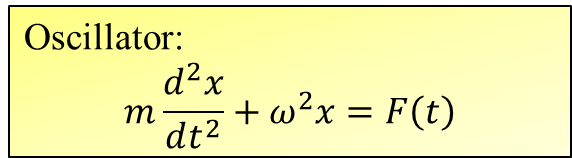 Oscillator:
m d²x/dt² + ω²x = F(t)